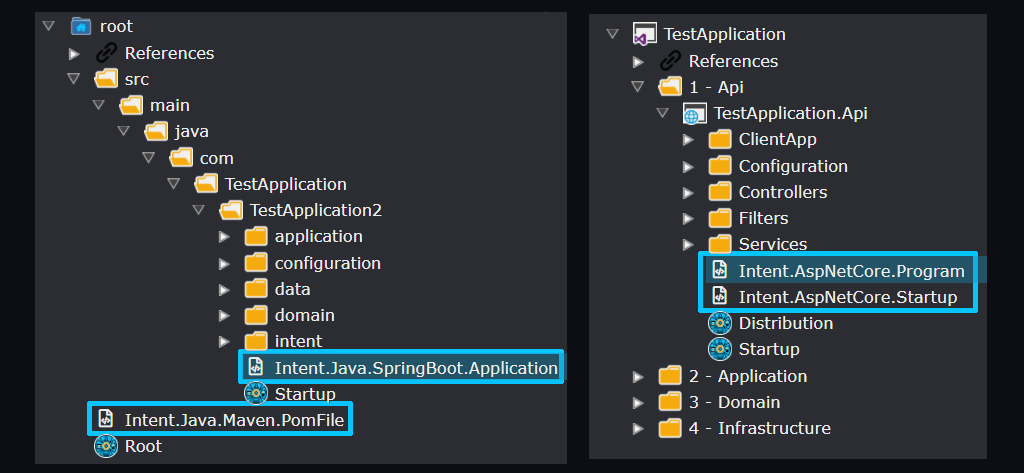 root
References
src
main
java
com
TestApplication
TestApplication2
application
configuration
data
domain
intent
Intent.Java.SpringBoot.Application
Startup
Intent.Java.Maven.PomFile
Root
TestApplication
References
1 - Api
TestApplication.Api
ClientApp
Configuration
Controllers
Filters
Services
Intent.AspNetCore.Program
Intent.AspNetCore.Startup
Distribution
Startup
2 - Application
3 - Domain
4 - Infrastructure